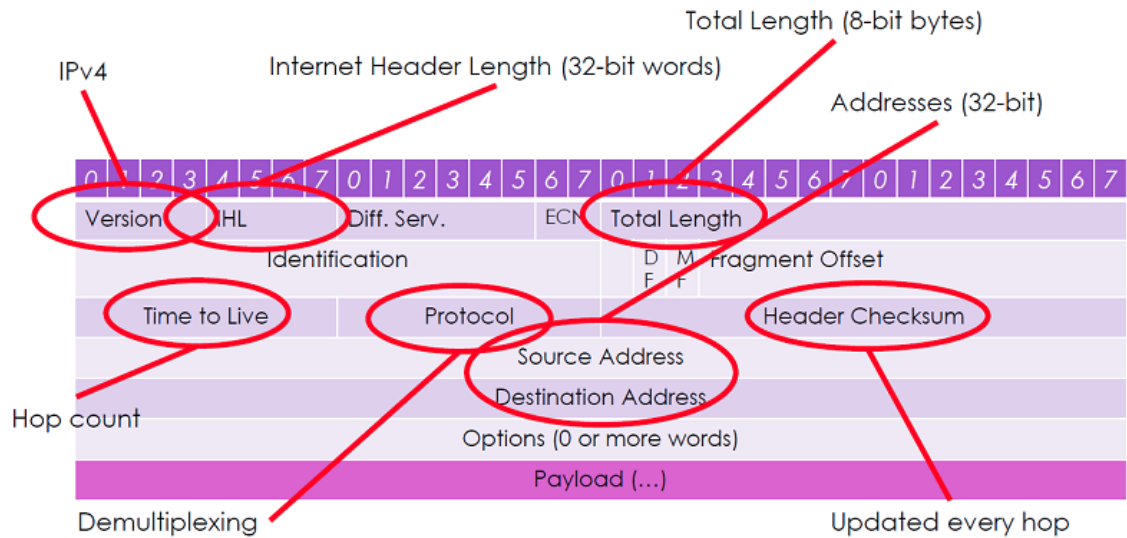 Total Length (8-bit bytes)
IPv4
Internet Header Length (32-bit words)
Addresses (32-bit)
0 1 2 3 4 5 6 7 0 1 2 3 4 5 6 7 0 1 2 3 4 5 6 7 0 1 2 3 4 5 6 7
Version IHL Diff. Serv. ECN Total Length
Identification D F M F Fragment Offset
Time to Live Protocol Header Checksum
Source Address
Destination Address
Hop count
Options (0 or more words)
Payload (...)
Demultiplexing Updated every hop